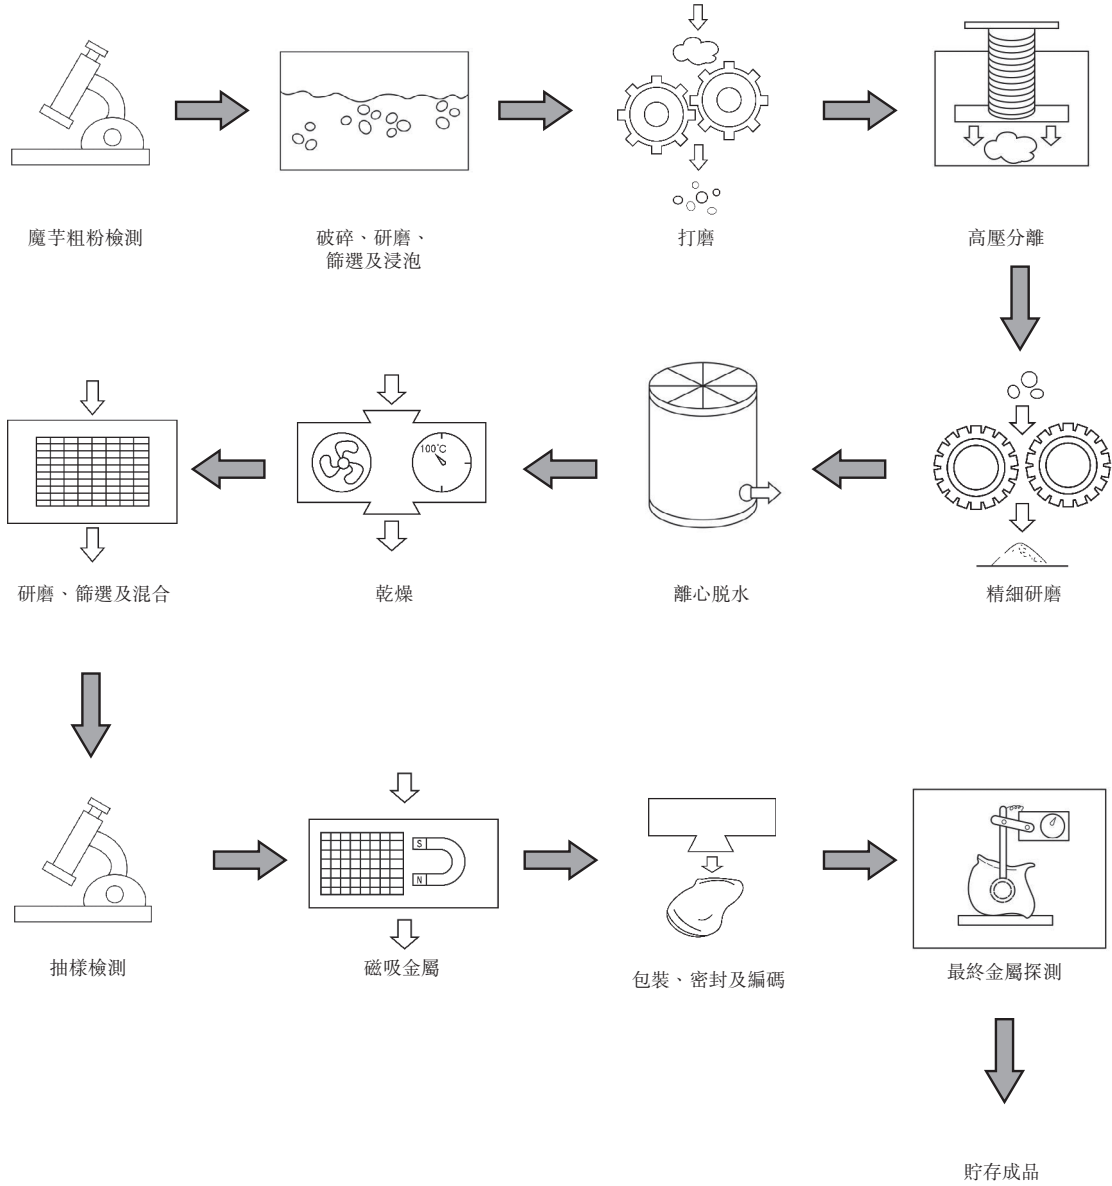 魔芋粗粉檢測
破碎、研磨、
篩選及浸泡
打磨
高壓分離
精細研磨
離心脱水
100°C
乾燥
研磨、篩選及混合
抽樣檢測
S
N
磁吸金屬
包裝、密封及編碼
最終金屬探測
貯存成品